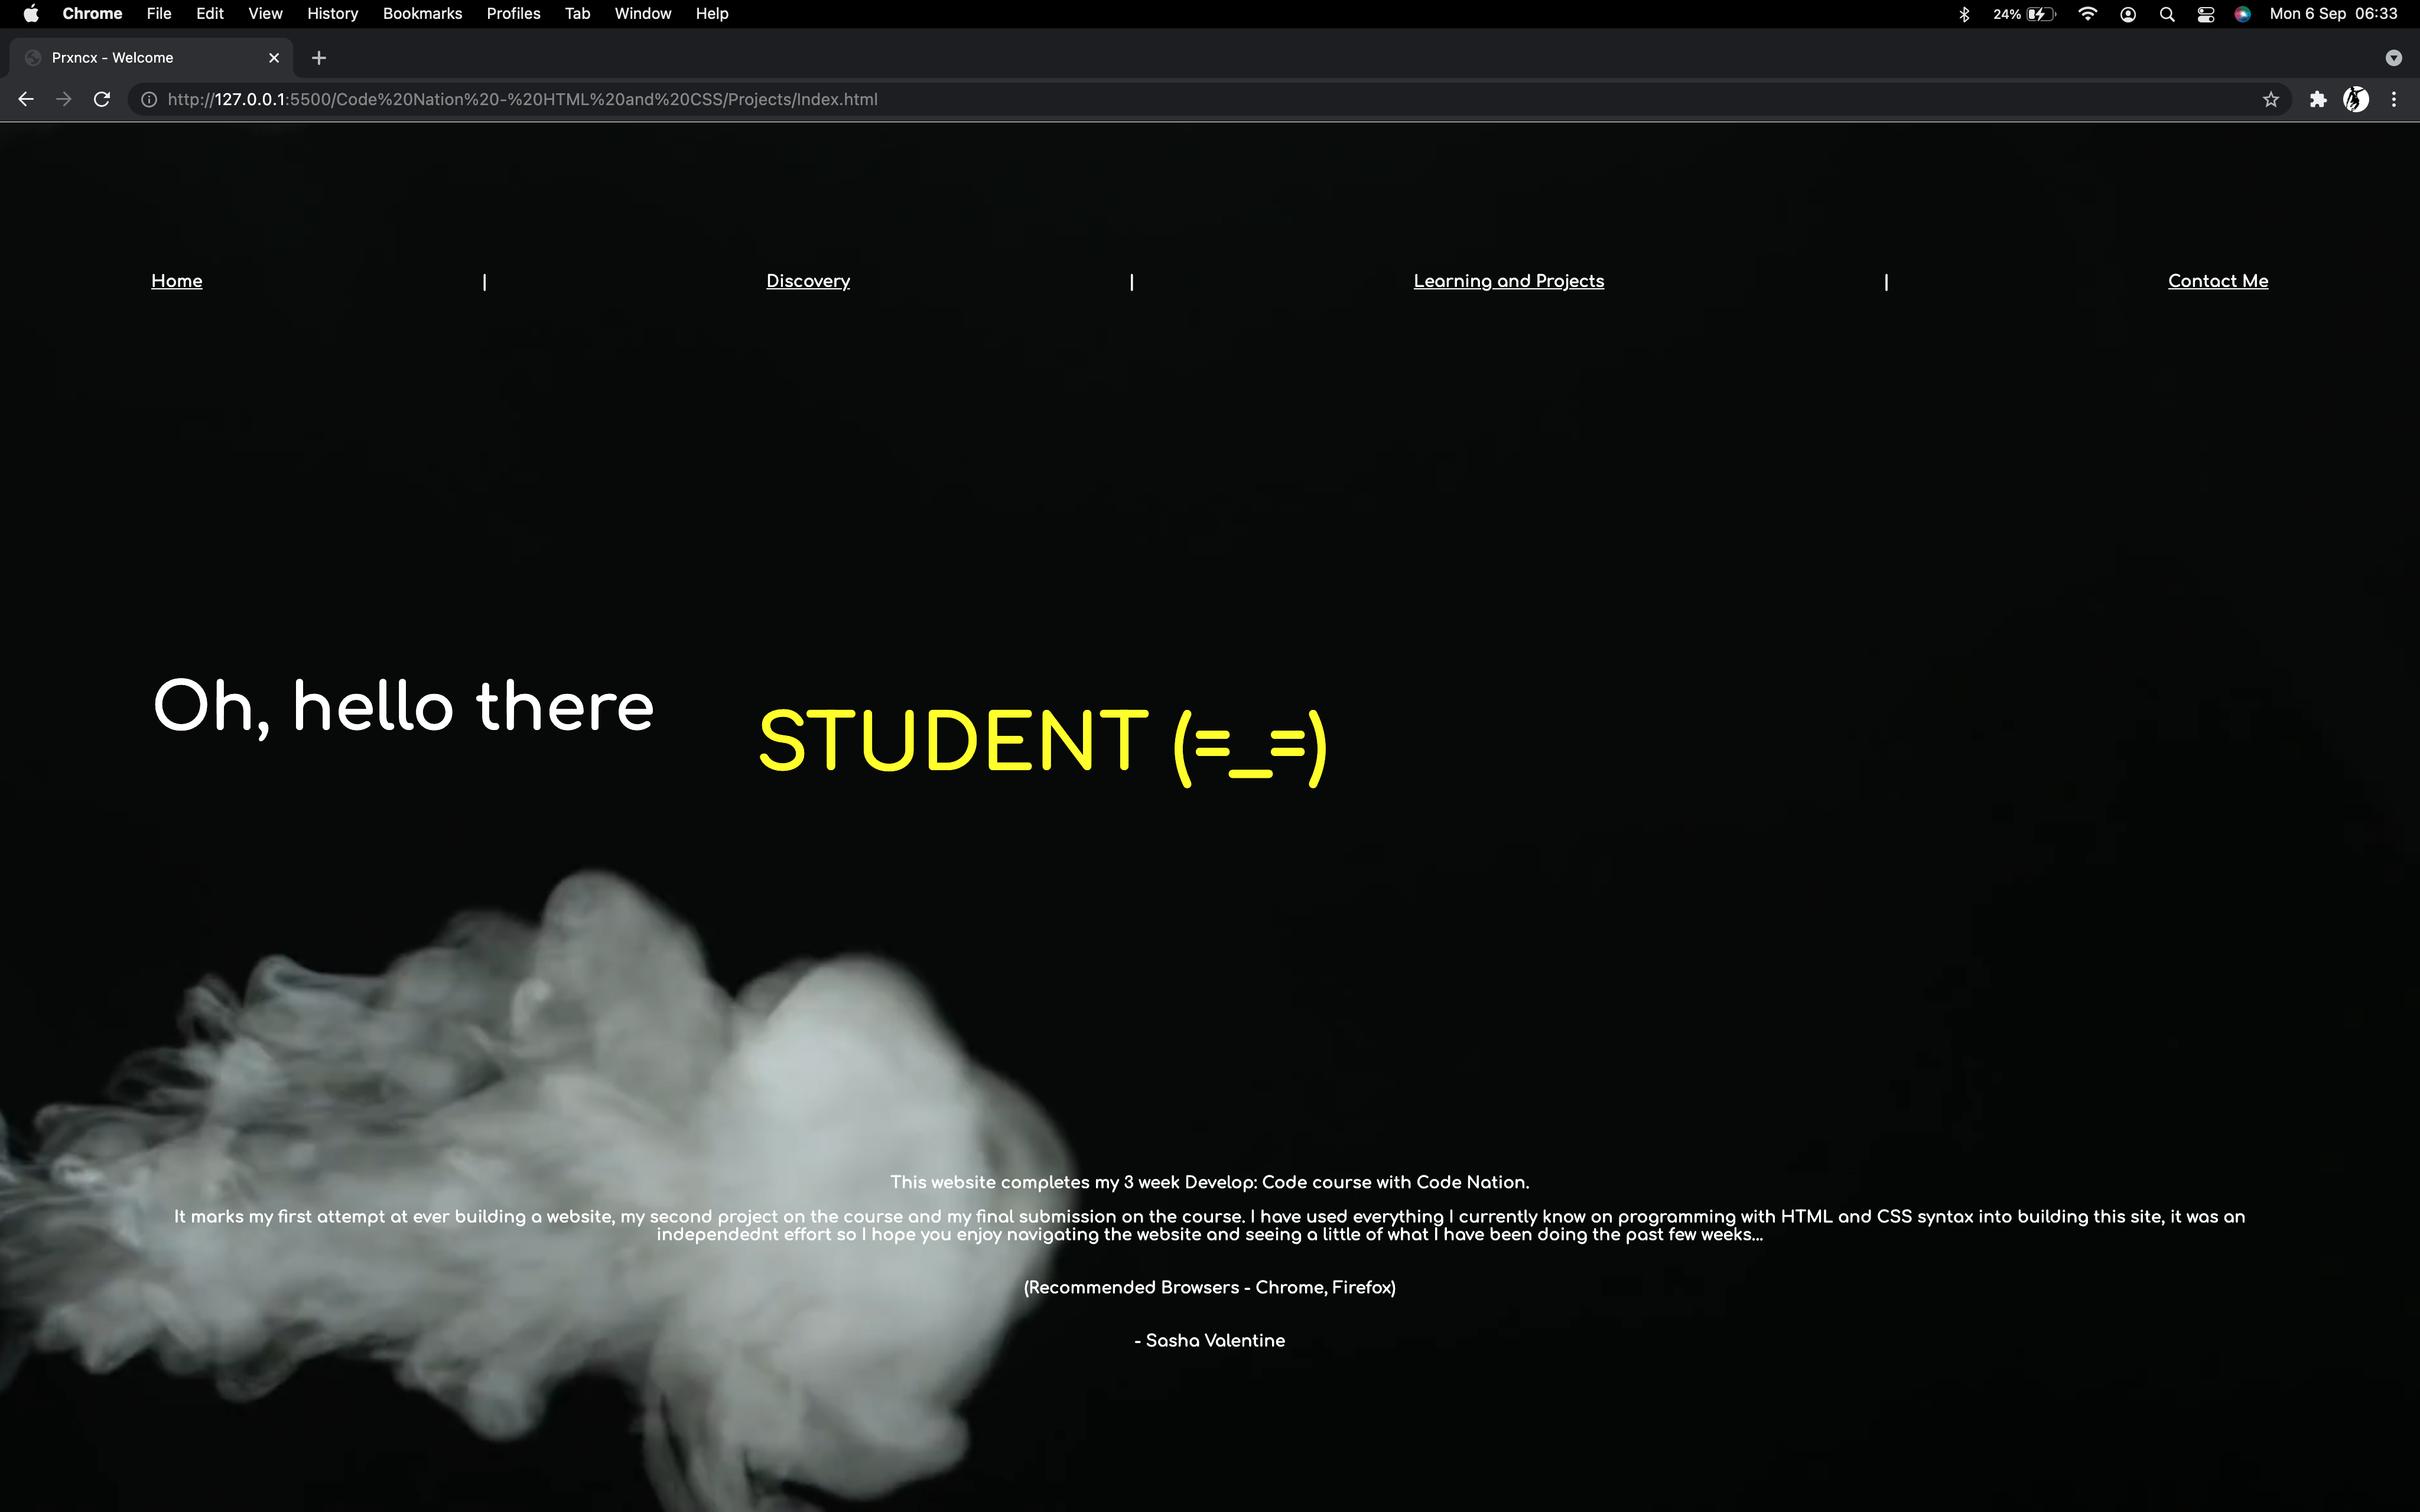 Chrome File Edit View History Bookmarks Profiles Tab Window Help 24% Mon 6 Sep 06:33
Prxncx - Welcome
http://127.0.0.1:5500/Code%20Nation%20-%20HTML%20and%20CSS/Projects/Index.html
Home | Discovery | Learning and Projects | Contact Me
Oh, hello there
STUDENT (=_=)
This website completes my 3 week Develop: Code course with Code Nation.
It marks my first attempt at ever building a website, my second project on the course and my final submission on the course. I have used everything I currently know on programming with HTML and CSS syntax into building this site, it was an
independednt effort so I hope you enjoy navigating the website and seeing a little of what I have been doing the past few weeks...
(Recommended Browsers - Chrome, Firefox)
- Sasha Valentine